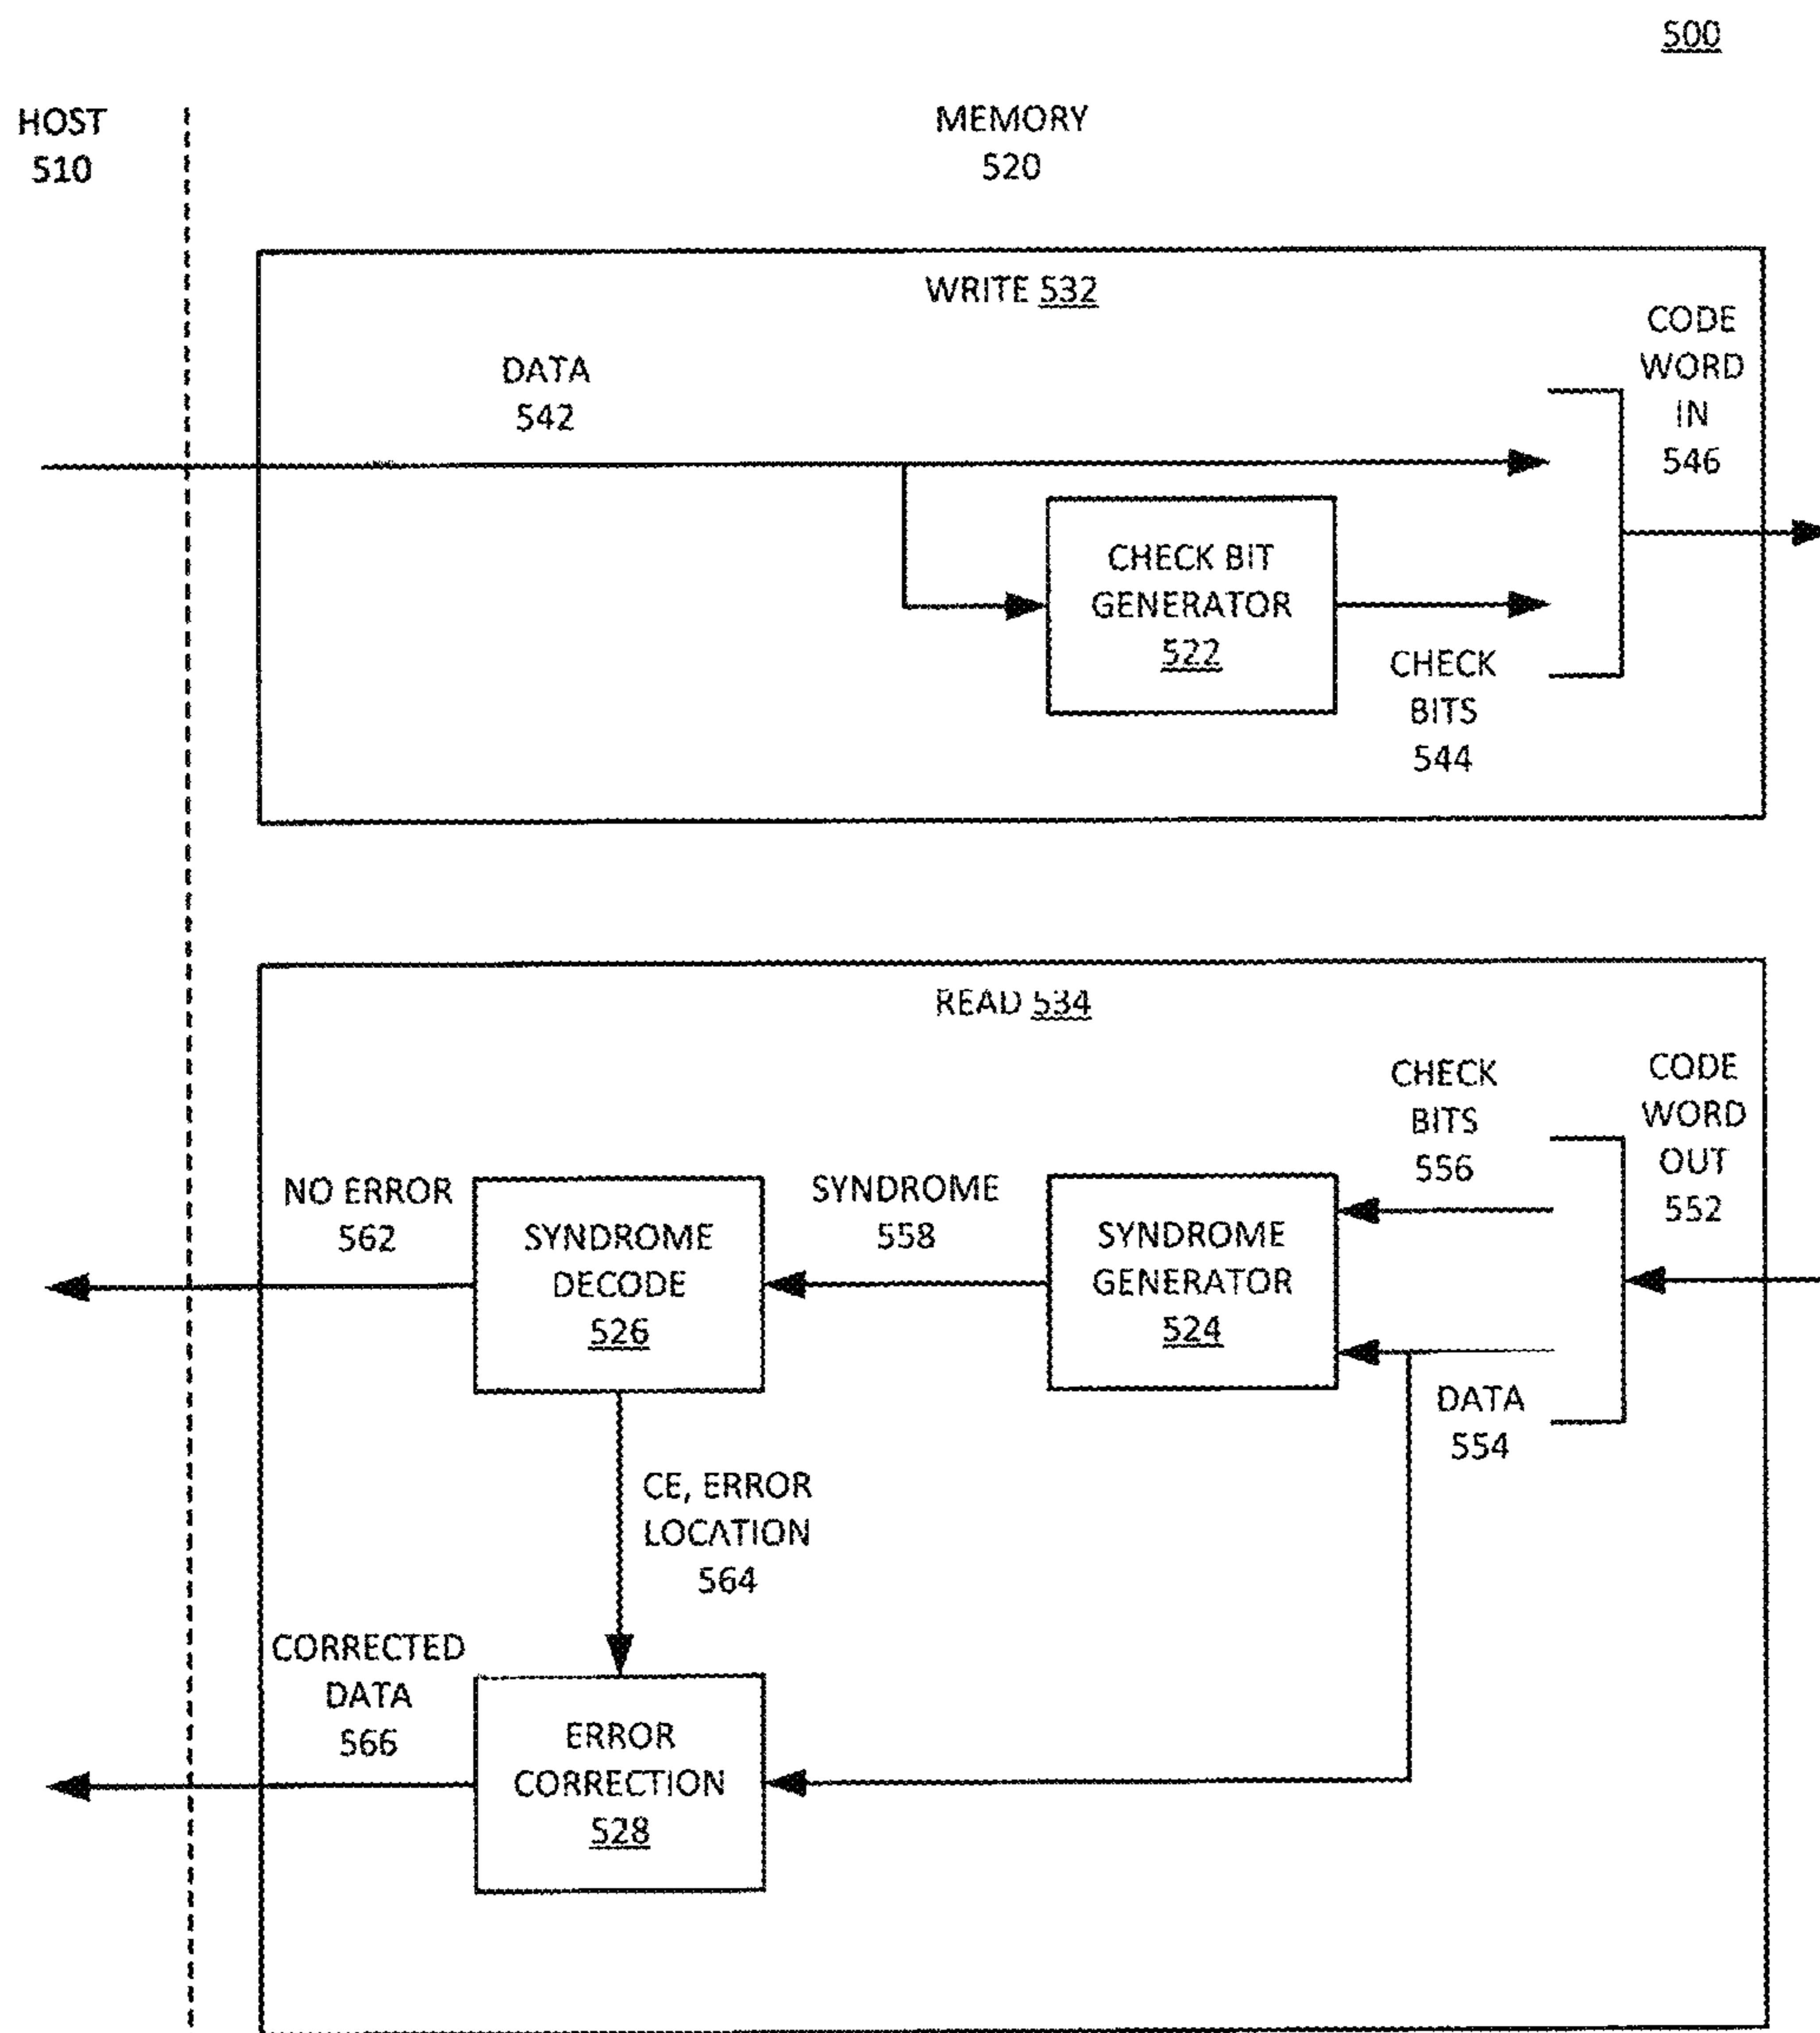 500
HOST
510
MEMORY
520
WRITE 532
DATA
542
CODE
WORD
IN
546
CHECK BIT
GENERATOR
522
CHECK
BITS
544
READ 534
CHECK
BITS
556
CODE
WORD
OUT
552
NO ERROR
562
SYNDROME
DECODE
526
SYNDROME
558
SYNDROME
GENERATOR
524
DATA
554
CE, ERROR
LOCATION
564
CORRECTED
DATA
566
ERROR
CORRECTION
528